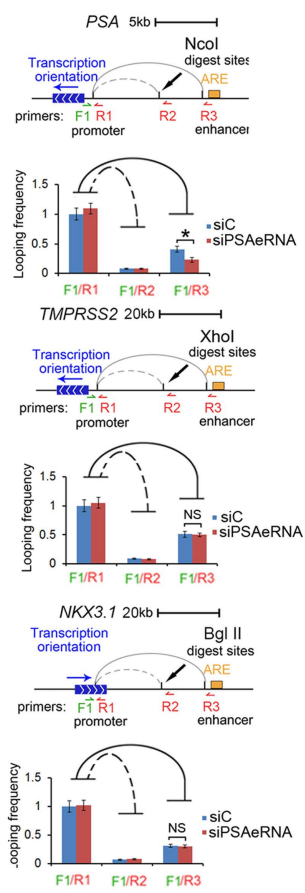 PSA 5kb
NcoI
Transcription
orientation
digest sites
ARE
primers: F1 R1 R2 R3
promoter enhancer
Looping frequency
1.5
1
0.5
0
siC
siPSAeRNA
*
F1/R1 F1/R2 F1/R3
TMPRSS2 20kb
XhoI
Transcription
orientation
digest sites
ARE
primers: F1 R1 R2 R3
promoter enhancer
Looping frequency
1.5
1
0.5
0
siC
siPSAeRNA
NS
F1/R1 F1/R2 F1/R3
NKX3.1 20kb
Transcription
orientation
Bgl II
digest sites
ARE
primers: F1 R1 R2 R3
promoter enhancer
Looping frequency
1.5
1
0.5
0
siC
siPSAeRNA
NS
F1/R1 F1/R2 F1/R3